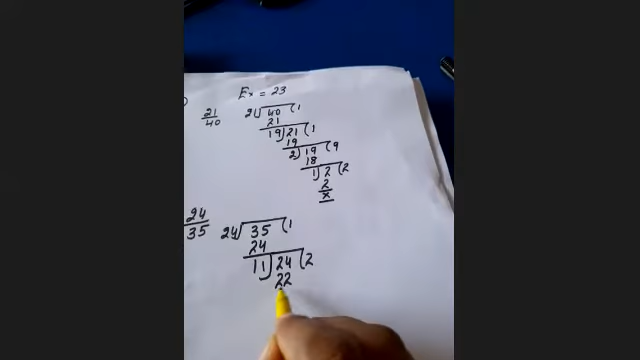 Ex = 23
21/40 21) 40 (1
21
19) 21 (1
19
2) 19 (9
18
1) 2 (2
2
x
24/35 24) 35 (1
24
11) 24 (2
22